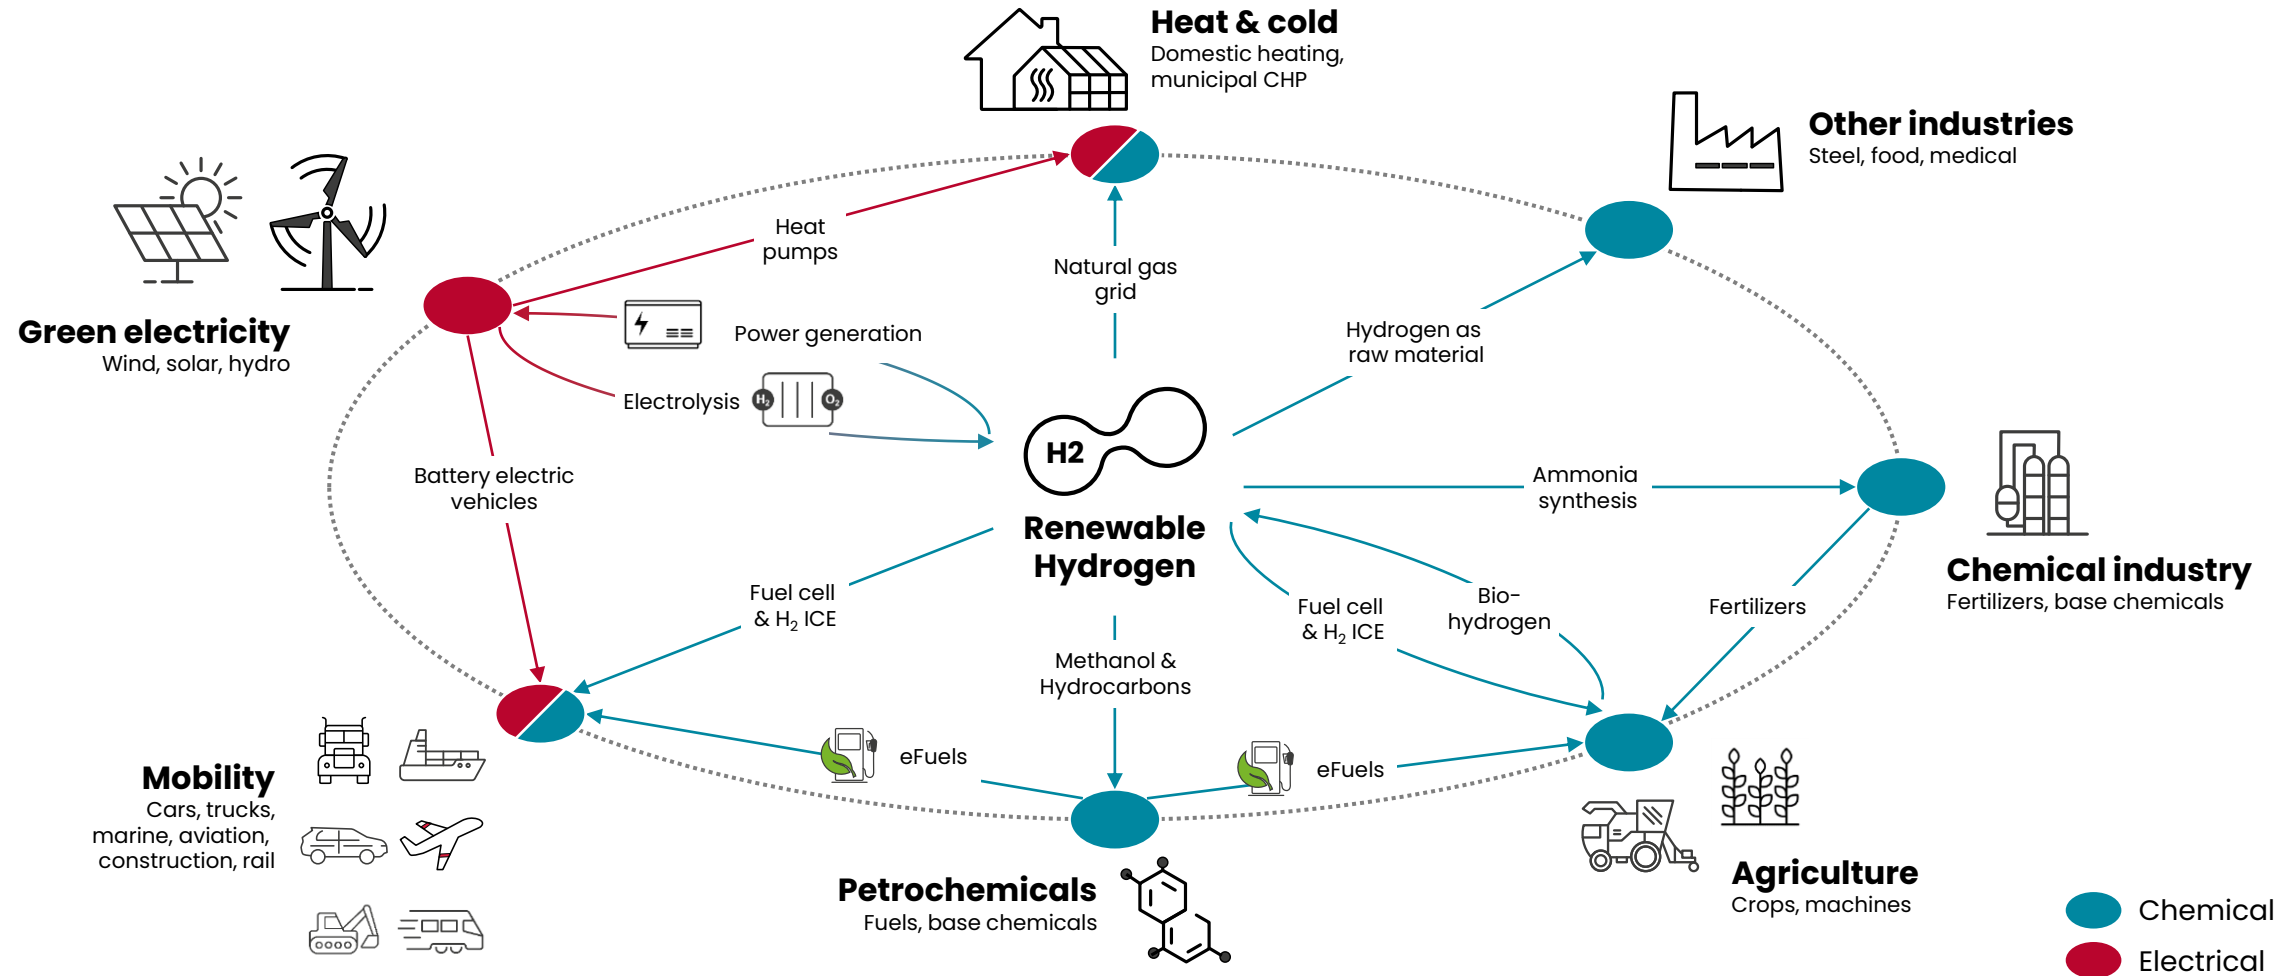 Heat & cold
Domestic heating,
municipal CHP
Other industries
Steel, food, medical
Green electricity
Wind, solar, hydro
Heat
pumps
Natural gas
grid
Power generation
Electrolysis
H₂
O₂
Hydrogen as
raw material
Battery electric
vehicles
H2
Renewable
Hydrogen
Ammonia
synthesis
Chemical industry
Fertilizers, base chemicals
Fuel cell
& H₂ ICE
Fuel cell
& H₂ ICE
Bio-
hydrogen
Fertilizers
Methanol &
Hydrocarbons
eFuels
eFuels
Mobility
Cars, trucks,
marine, aviation,
construction, rail
Petrochemicals
Fuels, base chemicals
Agriculture
Crops, machines
Chemical
Electrical